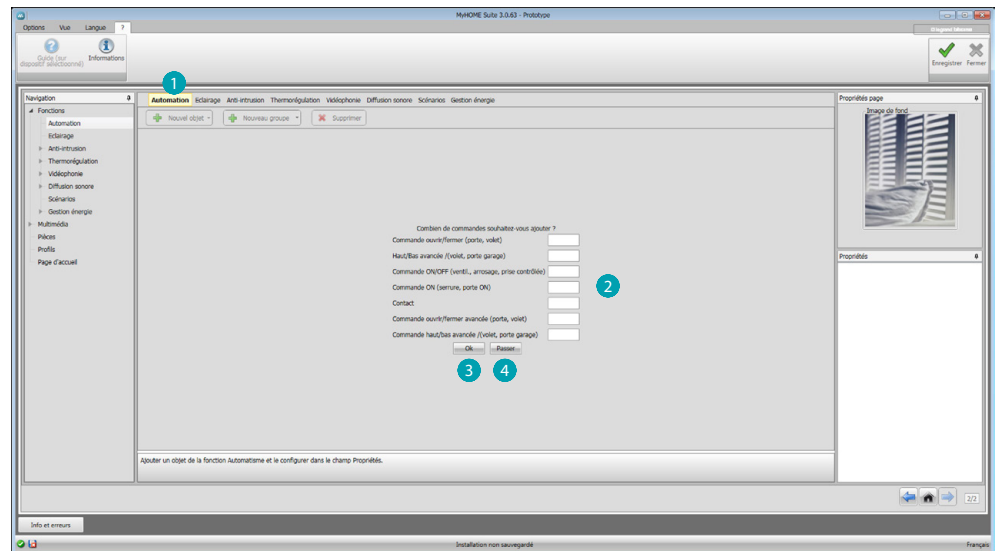 MyHOME Suite 3.0.63 - Prototype
Options Vue Langue ?
Guide (sur
dispositif sélectionné)
Informations
Enregistrer Fermer
1
Navigation
Fonctions
Automation
Eclairage
Anti-intrusion
Thermorégulation
Vidéophonie
Diffusion sonore
Scénarios
Gestion énergie
Multimédia
Pièces
Profils
Page d'accueil
Automation Eclairage Anti-intrusion Thermorégulation Vidéophonie Diffusion sonore Scénarios Gestion énergie
Nouvel objet Nouveau groupe Supprimer
Combien de commandes souhaitez-vous ajouter ?
Commande ouvrir/fermer (porte, volet)
Haut/Bas avancée /(volet, porte garage)
Commande ON/OFF (ventil., arrosage, prise contrôlée)
Commande ON (serrure, porte ON)
Contact
Commande ouvrir/fermer avancée (porte, volet)
Commande haut/bas avancée /(volet, porte garage)
2
Ok Passer
3 4
Ajouter un objet de la fonction Automatisme et le configurer dans le champ Propriétés.
Propriétés page
Image de fond
Propriétés
2/2
Info et erreurs
Installation non sauvegardé
Français